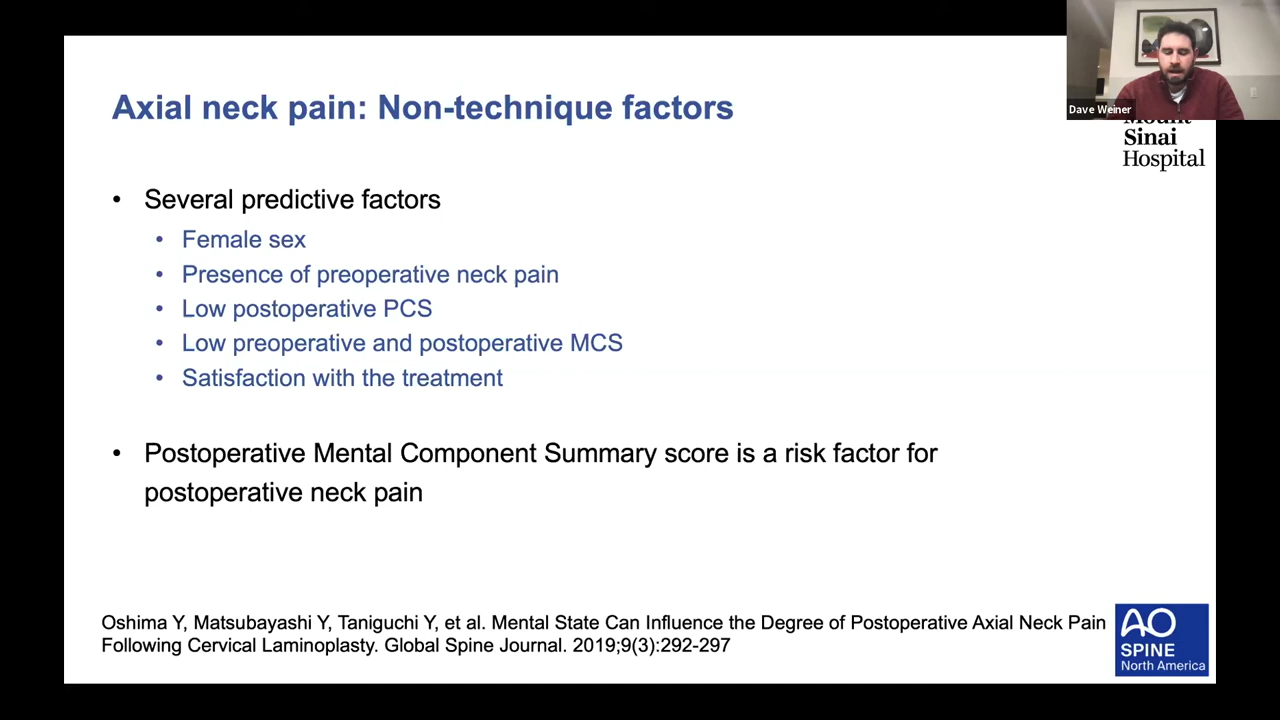 Axial neck pain: Non-technique factors
Dave Weiner
Mount
Sinai
Hospital
• Several predictive factors
• Female sex
• Presence of preoperative neck pain
• Low postoperative PCS
• Low preoperative and postoperative MCS
• Satisfaction with the treatment
• Postoperative Mental Component Summary score is a risk factor for
postoperative neck pain
Oshima Y, Matsubayashi Y, Taniguchi Y, et al. Mental State Can Influence the Degree of Postoperative Axial Neck Pain
Following Cervical Laminoplasty. Global Spine Journal. 2019;9(3):292-297
AO
SPINE
North America